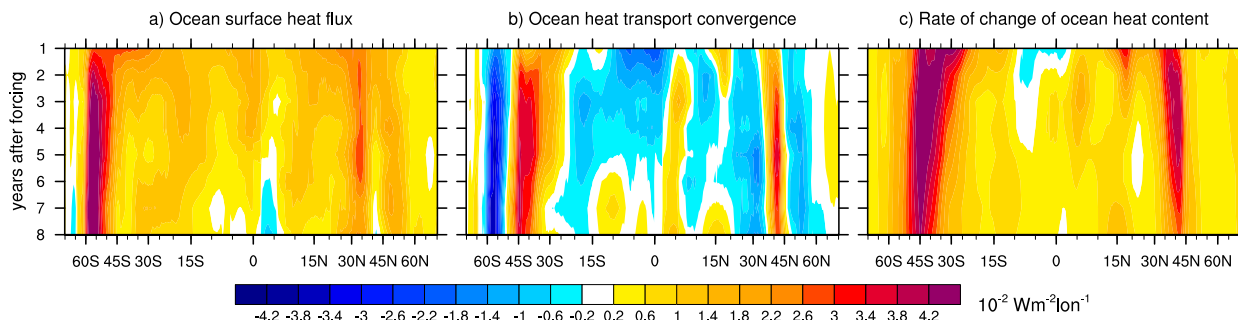 a) Ocean surface heat flux
b) Ocean heat transport convergence
c) Rate of change of ocean heat content
years after forcing
1
2
3
4
5
6
7
8
60S 45S 30S 15S 0 15N 30N 45N 60N
60S 45S 30S 15S 0 15N 30N 45N 60N
60S 45S 30S 15S 0 15N 30N 45N 60N
-4.2 -3.8 -3.4 -3 -2.6 -2.2 -1.8 -1.4 -1 -0.6 -0.2 0.2 0.6 1 1.4 1.8 2.2 2.6 3 3.4 3.8 4.2
10⁻² Wm⁻²lon⁻¹